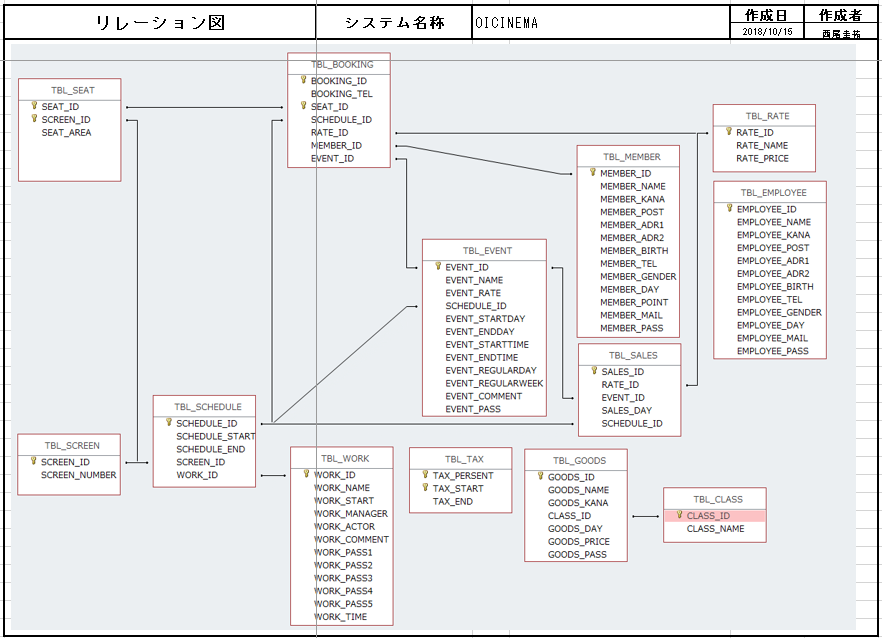 リレーション図
システム名称
OICINEMA
作成日
作成者
2018/10/15
西尾圭祐
TBL_SEAT
SEAT_ID
SCREEN_ID
SEAT_AREA
TBL_BOOKING
BOOKING_ID
BOOKING_TEL
SEAT_ID
SCHEDULE_ID
RATE_ID
MEMBER_ID
EVENT_ID
TBL_RATE
RATE_ID
RATE_NAME
RATE_PRICE
TBL_MEMBER
MEMBER_ID
MEMBER_NAME
MEMBER_KANA
MEMBER_POST
MEMBER_ADR1
MEMBER_ADR2
MEMBER_BIRTH
MEMBER_TEL
MEMBER_GENDER
MEMBER_DAY
MEMBER_POINT
MEMBER_MAIL
MEMBER_PASS
TBL_EMPLOYEE
EMPLOYEE_ID
EMPLOYEE_NAME
EMPLOYEE_KANA
EMPLOYEE_POST
EMPLOYEE_ADR1
EMPLOYEE_ADR2
EMPLOYEE_BIRTH
EMPLOYEE_TEL
EMPLOYEE_GENDER
EMPLOYEE_DAY
EMPLOYEE_MAIL
EMPLOYEE_PASS
TBL_EVENT
EVENT_ID
EVENT_NAME
EVENT_RATE
SCHEDULE_ID
EVENT_STARTDAY
EVENT_ENDDAY
EVENT_STARTTIME
EVENT_ENDTIME
EVENT_REGULARDAY
EVENT_REGULARWEEK
EVENT_COMMENT
EVENT_PASS
TBL_SALES
SALES_ID
RATE_ID
EVENT_ID
SALES_DAY
SCHEDULE_ID
TBL_SCHEDULE
SCHEDULE_ID
SCHEDULE_START
SCHEDULE_END
SCREEN_ID
WORK_ID
TBL_SCREEN
SCREEN_ID
SCREEN_NUMBER
TBL_WORK
WORK_ID
WORK_NAME
WORK_START
WORK_MANAGER
WORK_ACTOR
WORK_COMMENT
WORK_PASS1
WORK_PASS2
WORK_PASS3
WORK_PASS4
WORK_PASS5
WORK_TIME
TBL_TAX
TAX_PERSENT
TAX_START
TAX_END
TBL_GOODS
GOODS_ID
GOODS_NAME
GOODS_KANA
CLASS_ID
GOODS_DAY
GOODS_PRICE
GOODS_PASS
TBL_CLASS
CLASS_ID
CLASS_NAME